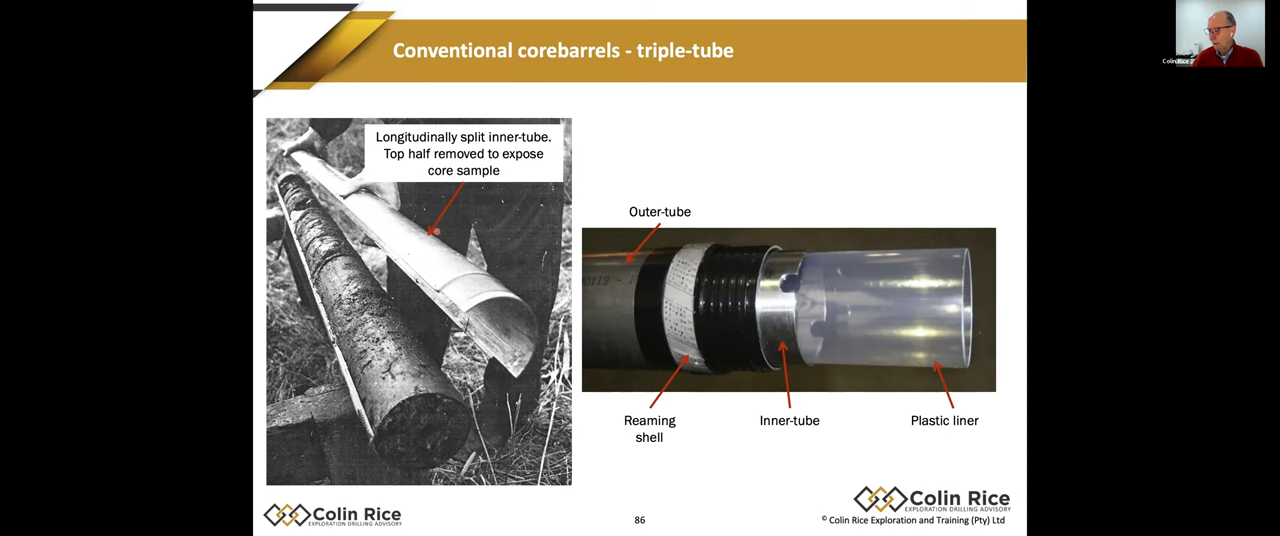 Conventional corebarrels - triple-tube
Colin Rice
Longitudinally split inner-tube.
Top half removed to expose
core sample
Outer-tube
Reaming
shell
Inner-tube
Plastic liner
Colin Rice
EXPLORATION DRILLING ADVISORY
86
Colin Rice
EXPLORATION DRILLING ADVISORY
© Colin Rice Exploration and Training (Pty) Ltd